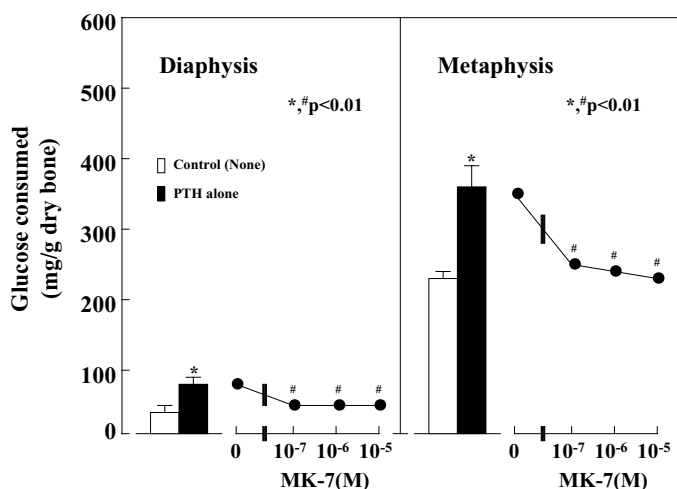 600
500
400
300
200
100
0
Glucose consumed
(mg/g dry bone)
Diaphysis
*,#p<0.01
Control (None)
PTH alone
*
# # #
0 10-7 10-6 10-5
Metaphysis
*,#p<0.01
*
# # #
0 10-7 10-6 10-5
MK-7(M)